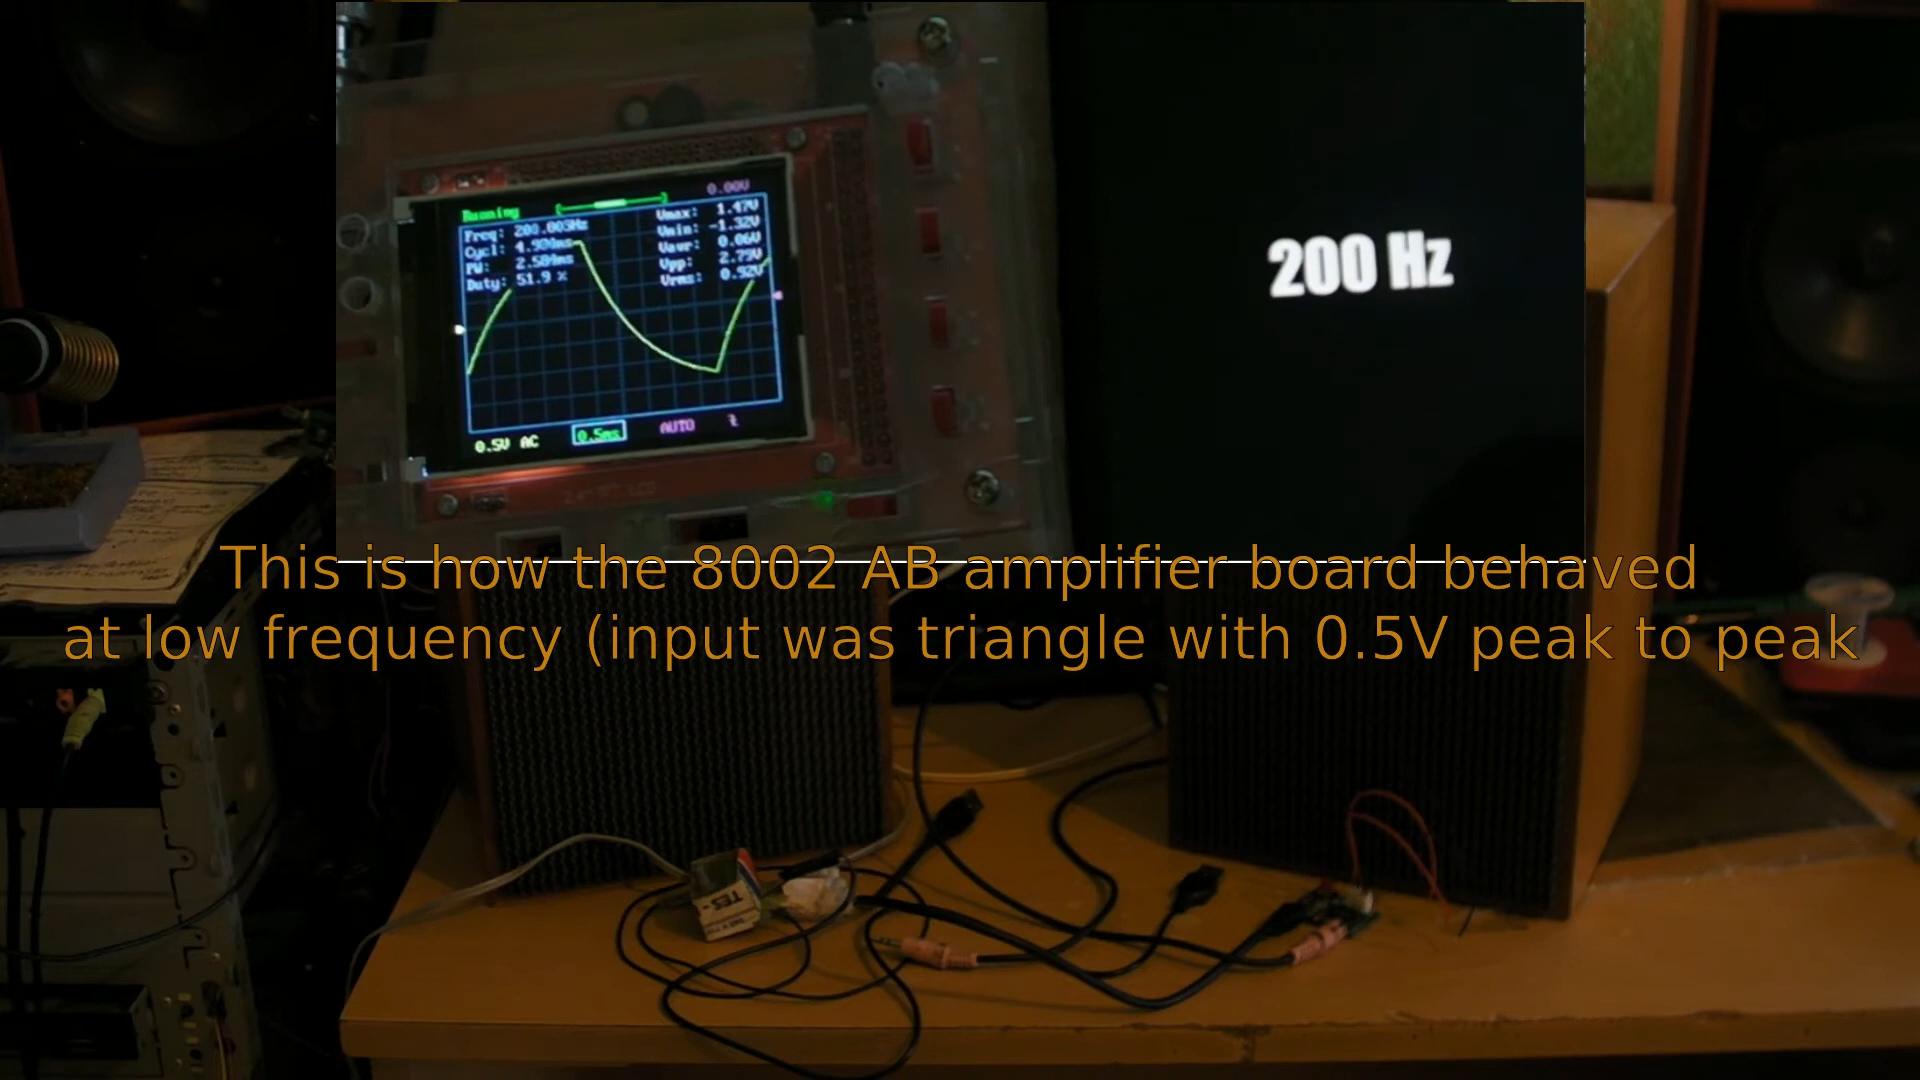 0.00V
Running
Freq: 200.803Hz
Cycl: 4.980ms
PW: 2.584ms
Duty: 51.9 %
Vmax: 1.47V
Vmin: -1.32V
Vavr: 0.06V
Vpp: 2.79V
Vrms: 0.92V
0.5V AC 0.5ms AUTO
200 Hz
This is how the 8002 AB amplifier board behaved
at low frequency (input was triangle with 0.5V peak to peak
TES-